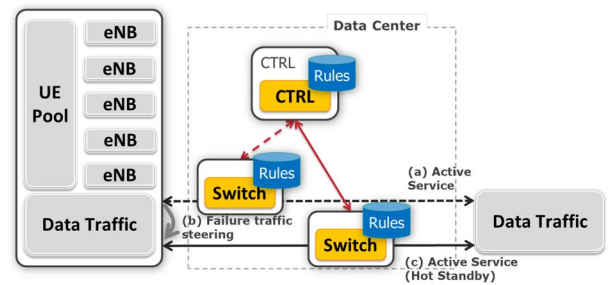 eNB
eNB
eNB
eNB
eNB
UE
Pool
Data Traffic
Data Center
CTRL
Rules
CTRL
Rules
Switch
(a) Active
Service
(b) Failure traffic
steering
Rules
Switch
(c) Active Service
(Hot Standby)
Data Traffic